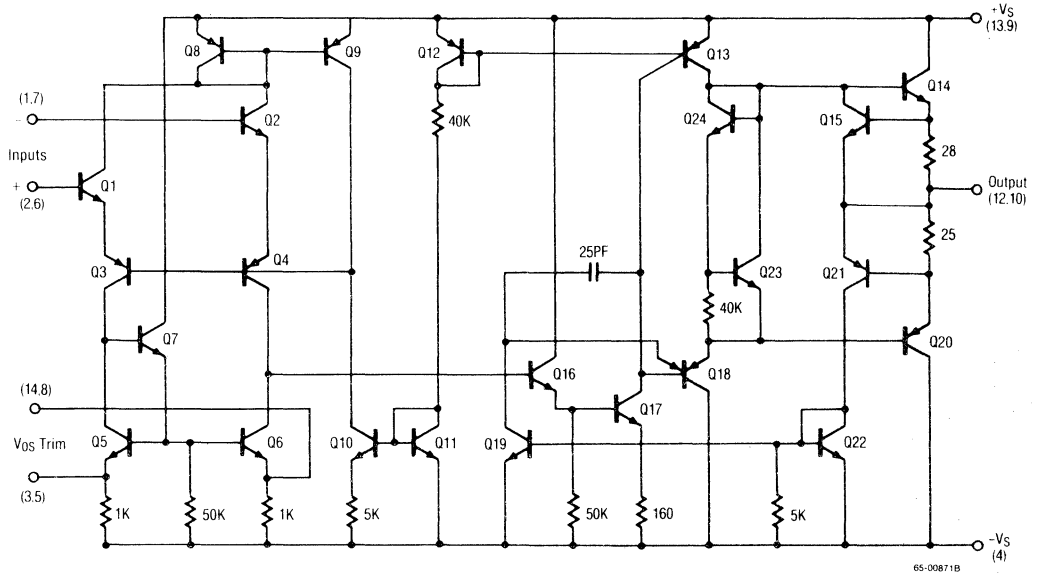 +VS
(13,9)
Q8
Q9
Q12
Q13
Q14
(1,7)
−
Q2
40K
Q24
Q15
28
Inputs
+
(2,6)
Q1
Output
(12,10)
25
25PF
Q3
Q4
Q23
Q21
40K
Q7
Q20
(14,8)
Q16
Q18
Q17
VOS Trim
Q5
Q6
Q10
Q11
Q19
Q22
(3,5)
1K
50K
1K
5K
50K
160
5K
−VS
(4)
65-00871B